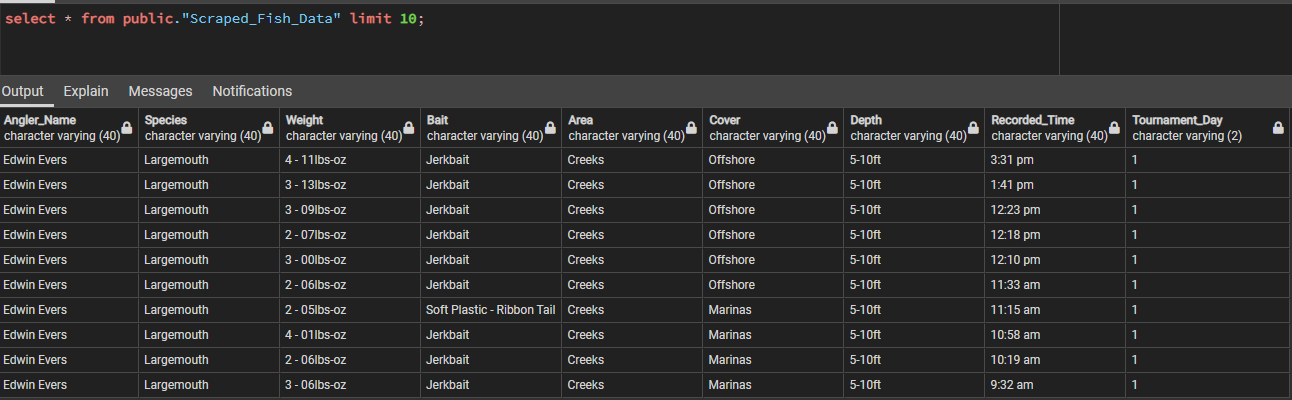 select * from public."Scraped_Fish_Data" limit 10;
Output Explain Messages Notifications
Angler_Name Species Weight Bait Area Cover Depth Recorded_Time Tournament_Day
character varying (40) character varying (40) character varying (40) character varying (40) character varying (40) character varying (40) character varying (40) character varying (40) character varying (2)
Edwin Evers Largemouth 4 - 11lbs-oz Jerkbait Creeks Offshore 5-10ft 3:31 pm 1
Edwin Evers Largemouth 3 - 13lbs-oz Jerkbait Creeks Offshore 5-10ft 1:41 pm 1
Edwin Evers Largemouth 3 - 09lbs-oz Jerkbait Creeks Offshore 5-10ft 12:23 pm 1
Edwin Evers Largemouth 2 - 07lbs-oz Jerkbait Creeks Offshore 5-10ft 12:18 pm 1
Edwin Evers Largemouth 3 - 00lbs-oz Jerkbait Creeks Offshore 5-10ft 12:10 pm 1
Edwin Evers Largemouth 2 - 06lbs-oz Jerkbait Creeks Offshore 5-10ft 11:33 am 1
Edwin Evers Largemouth 2 - 05lbs-oz Soft Plastic - Ribbon Tail Creeks Marinas 5-10ft 11:15 am 1
Edwin Evers Largemouth 4 - 01lbs-oz Jerkbait Creeks Marinas 5-10ft 10:58 am 1
Edwin Evers Largemouth 2 - 06lbs-oz Jerkbait Creeks Marinas 5-10ft 10:19 am 1
Edwin Evers Largemouth 3 - 06lbs-oz Jerkbait Creeks Marinas 5-10ft 9:32 am 1